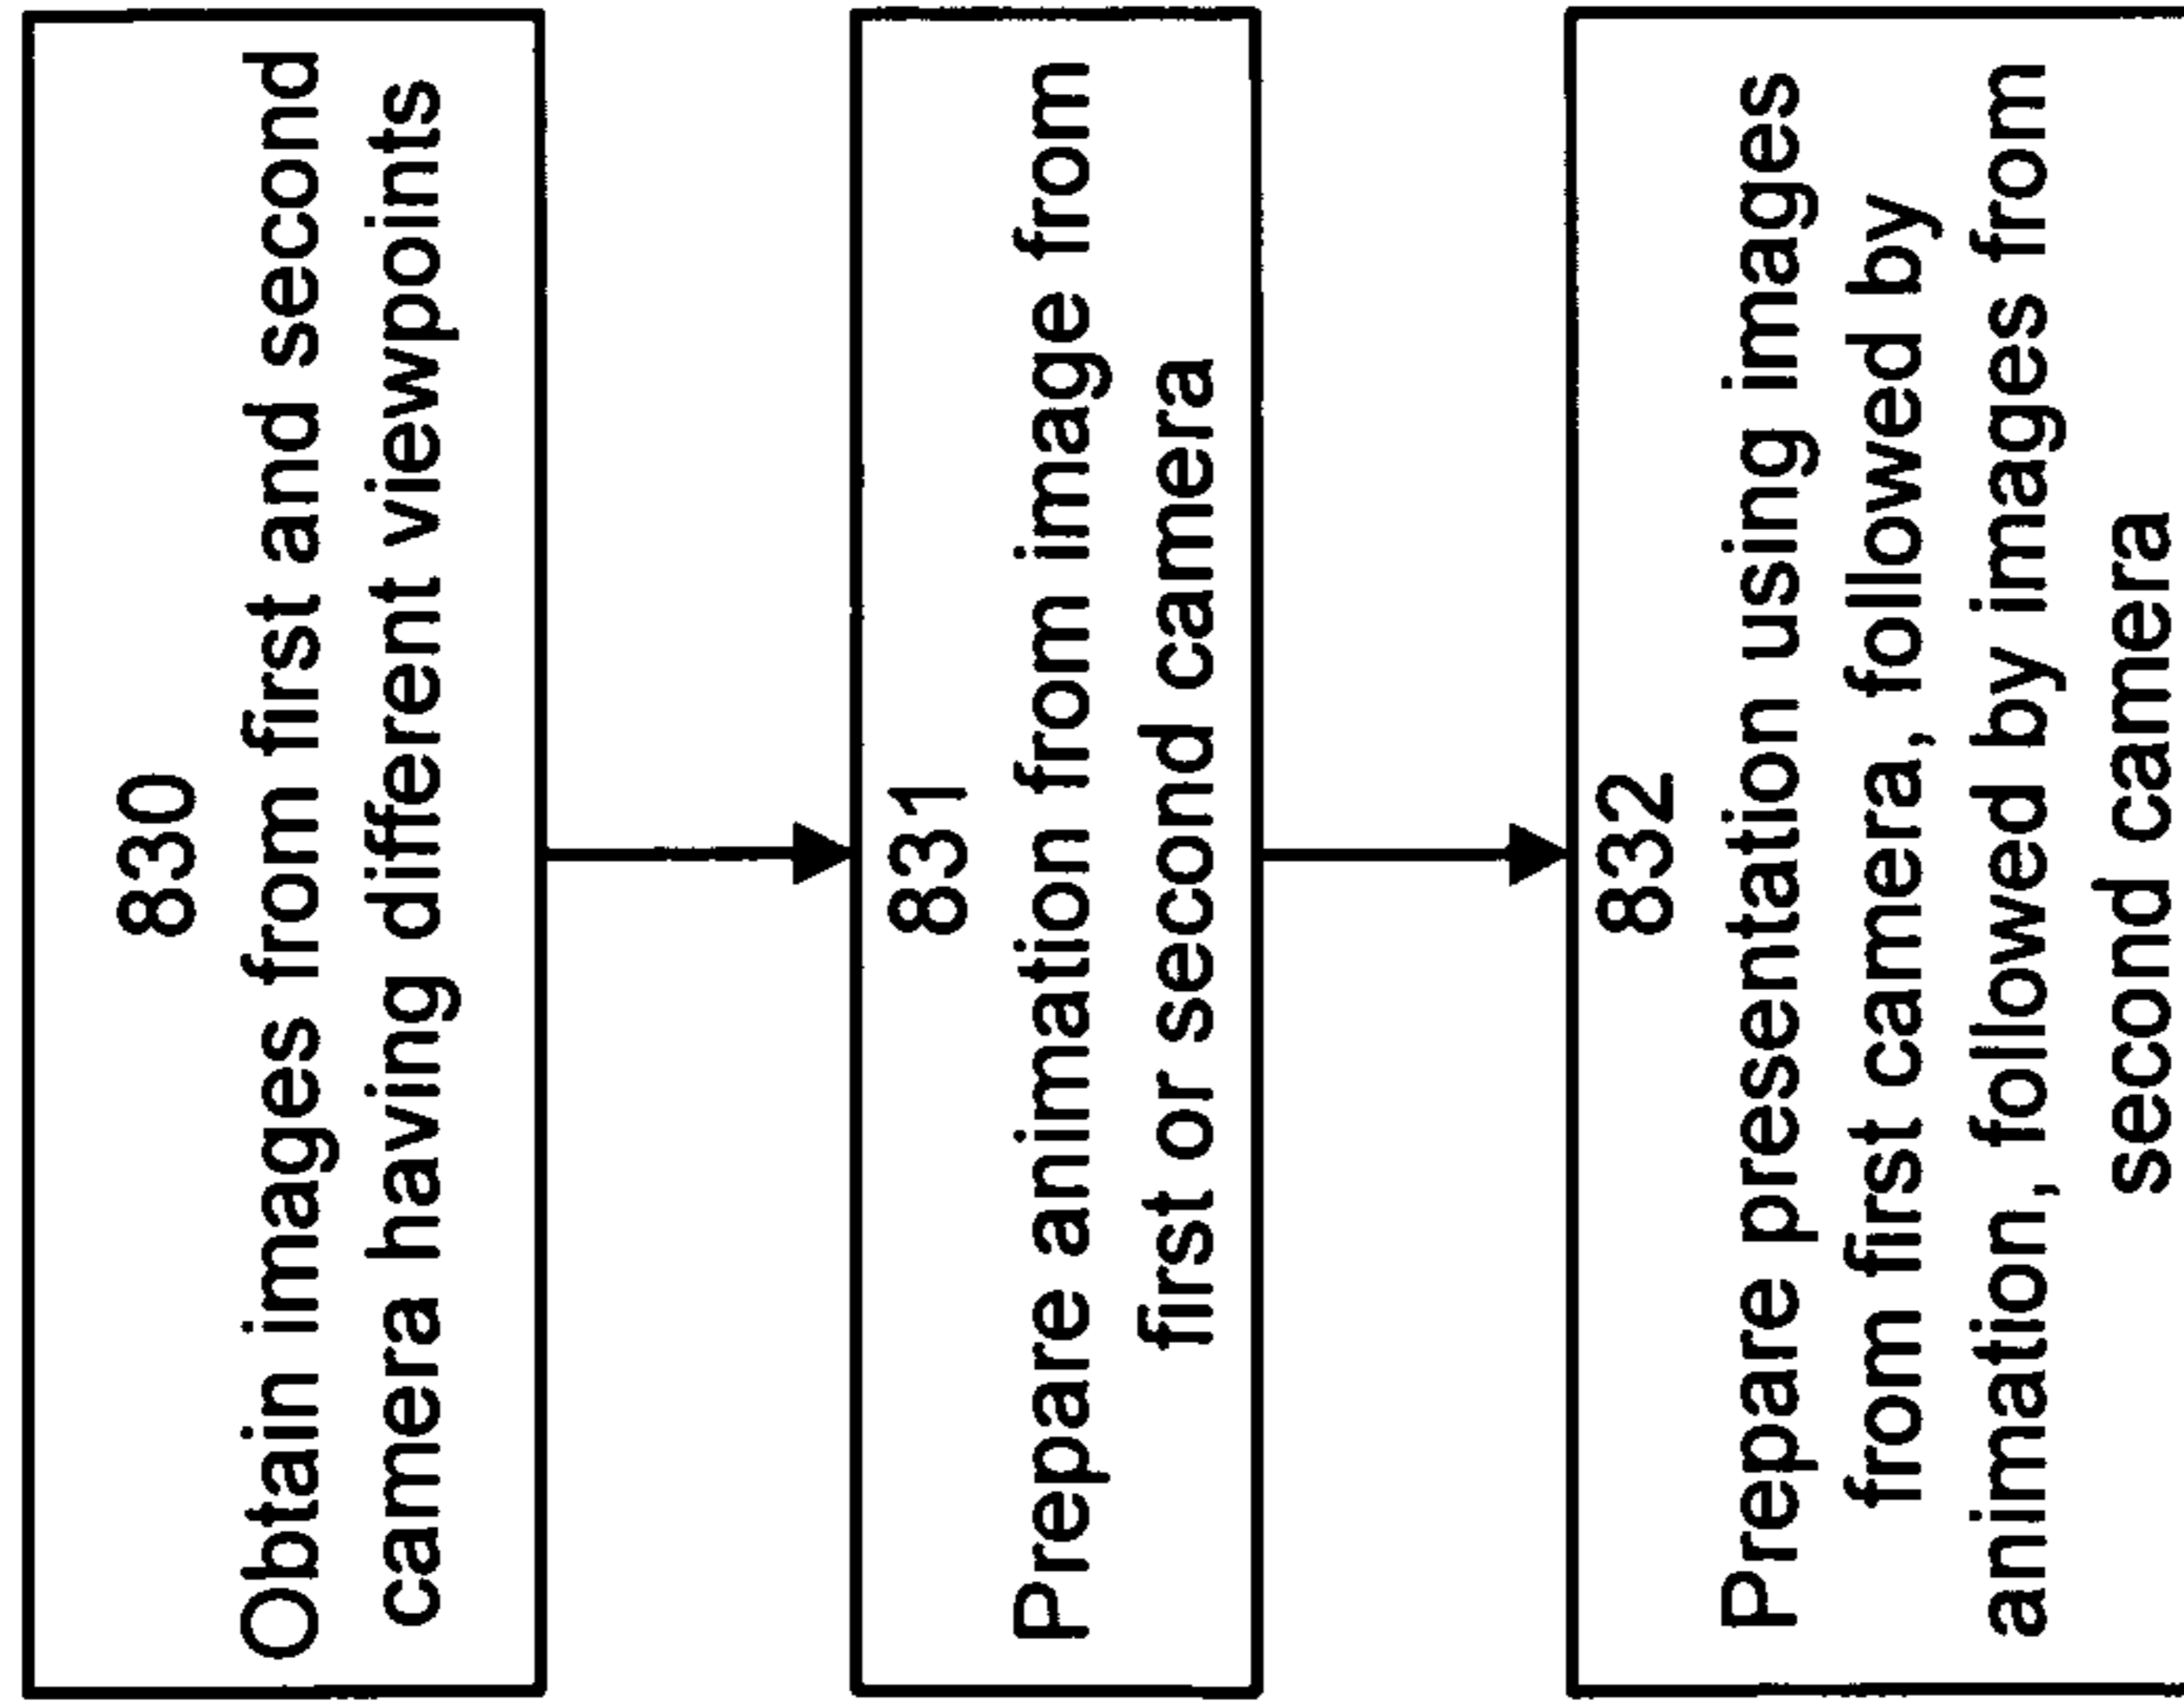 830
Obtain images from first and second
camera having different viewpoints
831
Prepare animation from image from
first or second camera
832
Prepare presentation using images
from first camera, followed by
animation, followed by images from
second camera